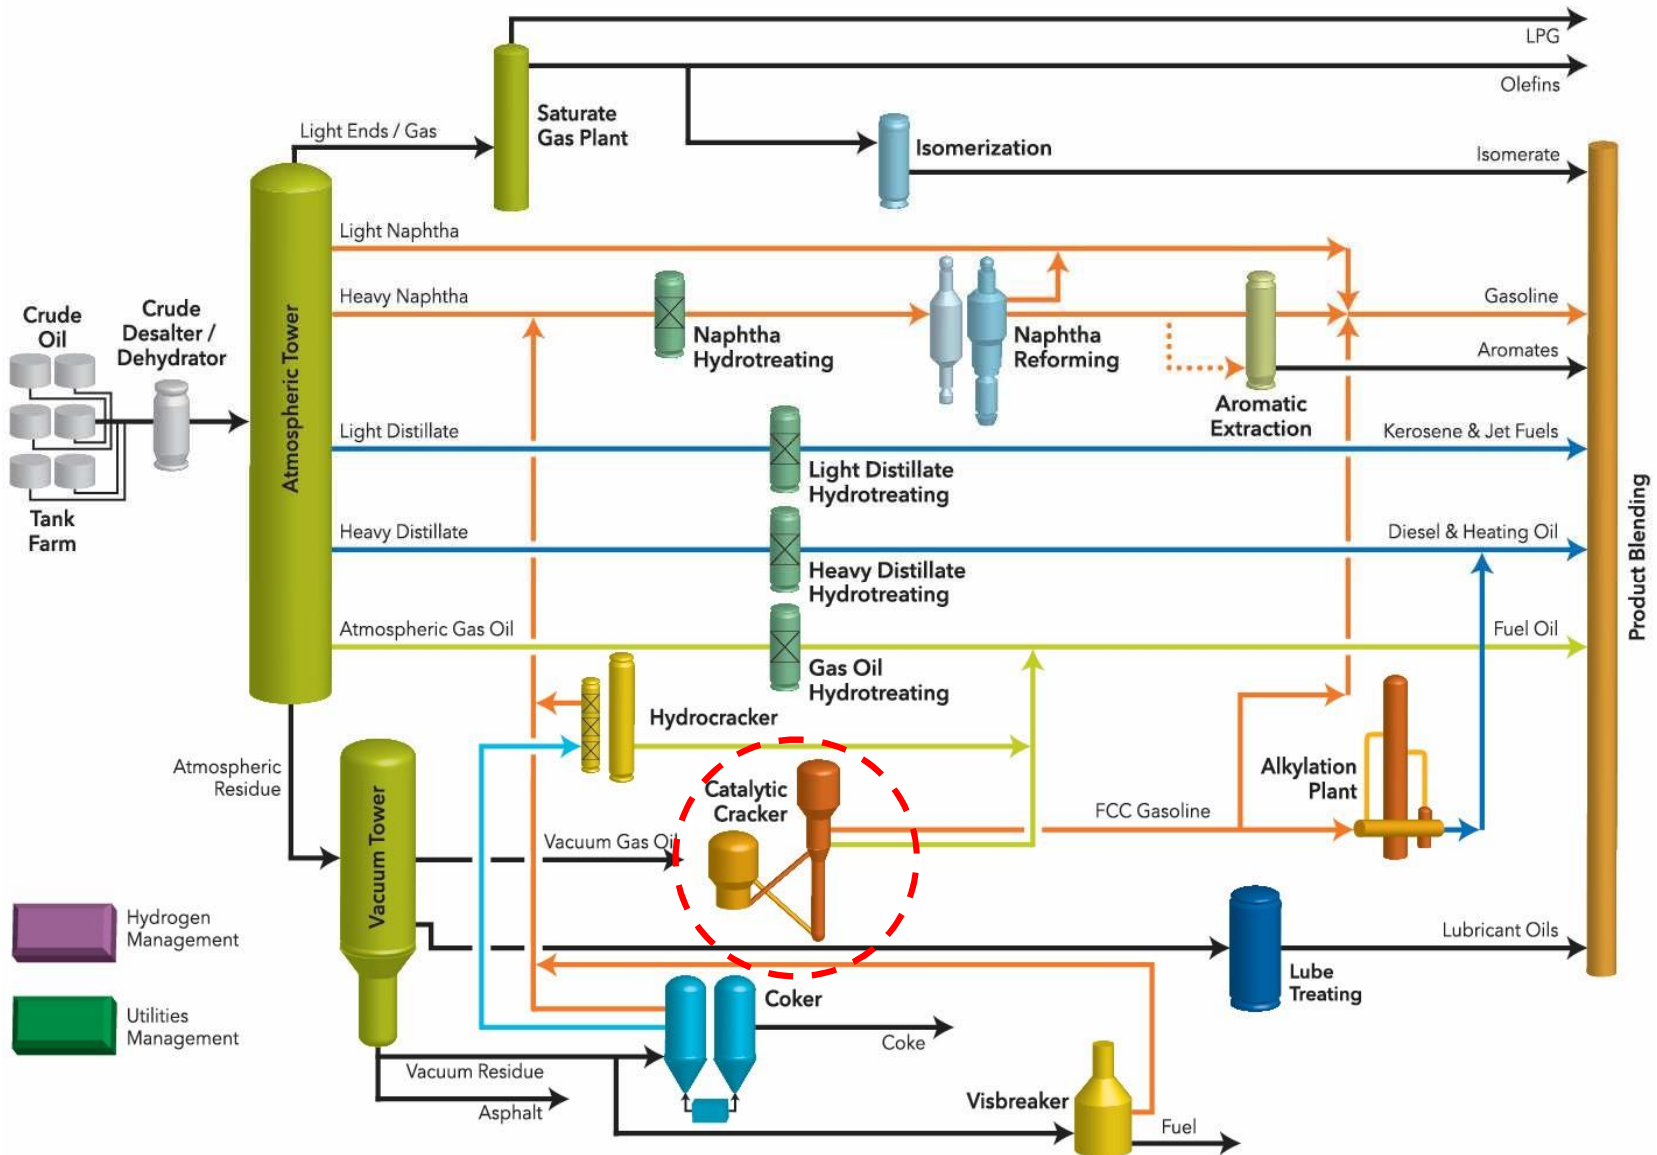 LPG
Olefins
Saturate
Gas Plant
Light Ends / Gas
Isomerization
Isomerate
Light Naphtha
Heavy Naphtha
Gasoline
Crude
Oil
Crude
Desalter /
Dehydrator
Atmospheric Tower
Naphtha
Hydrotreating
Naphtha
Reforming
Aromates
Aromatic
Extraction
Light Distillate
Kerosene & Jet Fuels
Light Distillate
Hydrotreating
Tank
Farm
Heavy Distillate
Diesel & Heating Oil
Heavy Distillate
Hydrotreating
Product Blending
Atmospheric Gas Oil
Fuel Oil
Gas Oil
Hydrotreating
Hydrocracker
Atmospheric
Residue
Vacuum Tower
Catalytic
Cracker
Alkylation
Plant
FCC Gasoline
Vacuum Gas Oil
Hydrogen
Management
Lubricant Oils
Lube
Treating
Coker
Utilities
Management
Coke
Vacuum Residue
Asphalt
Visbreaker
Fuel